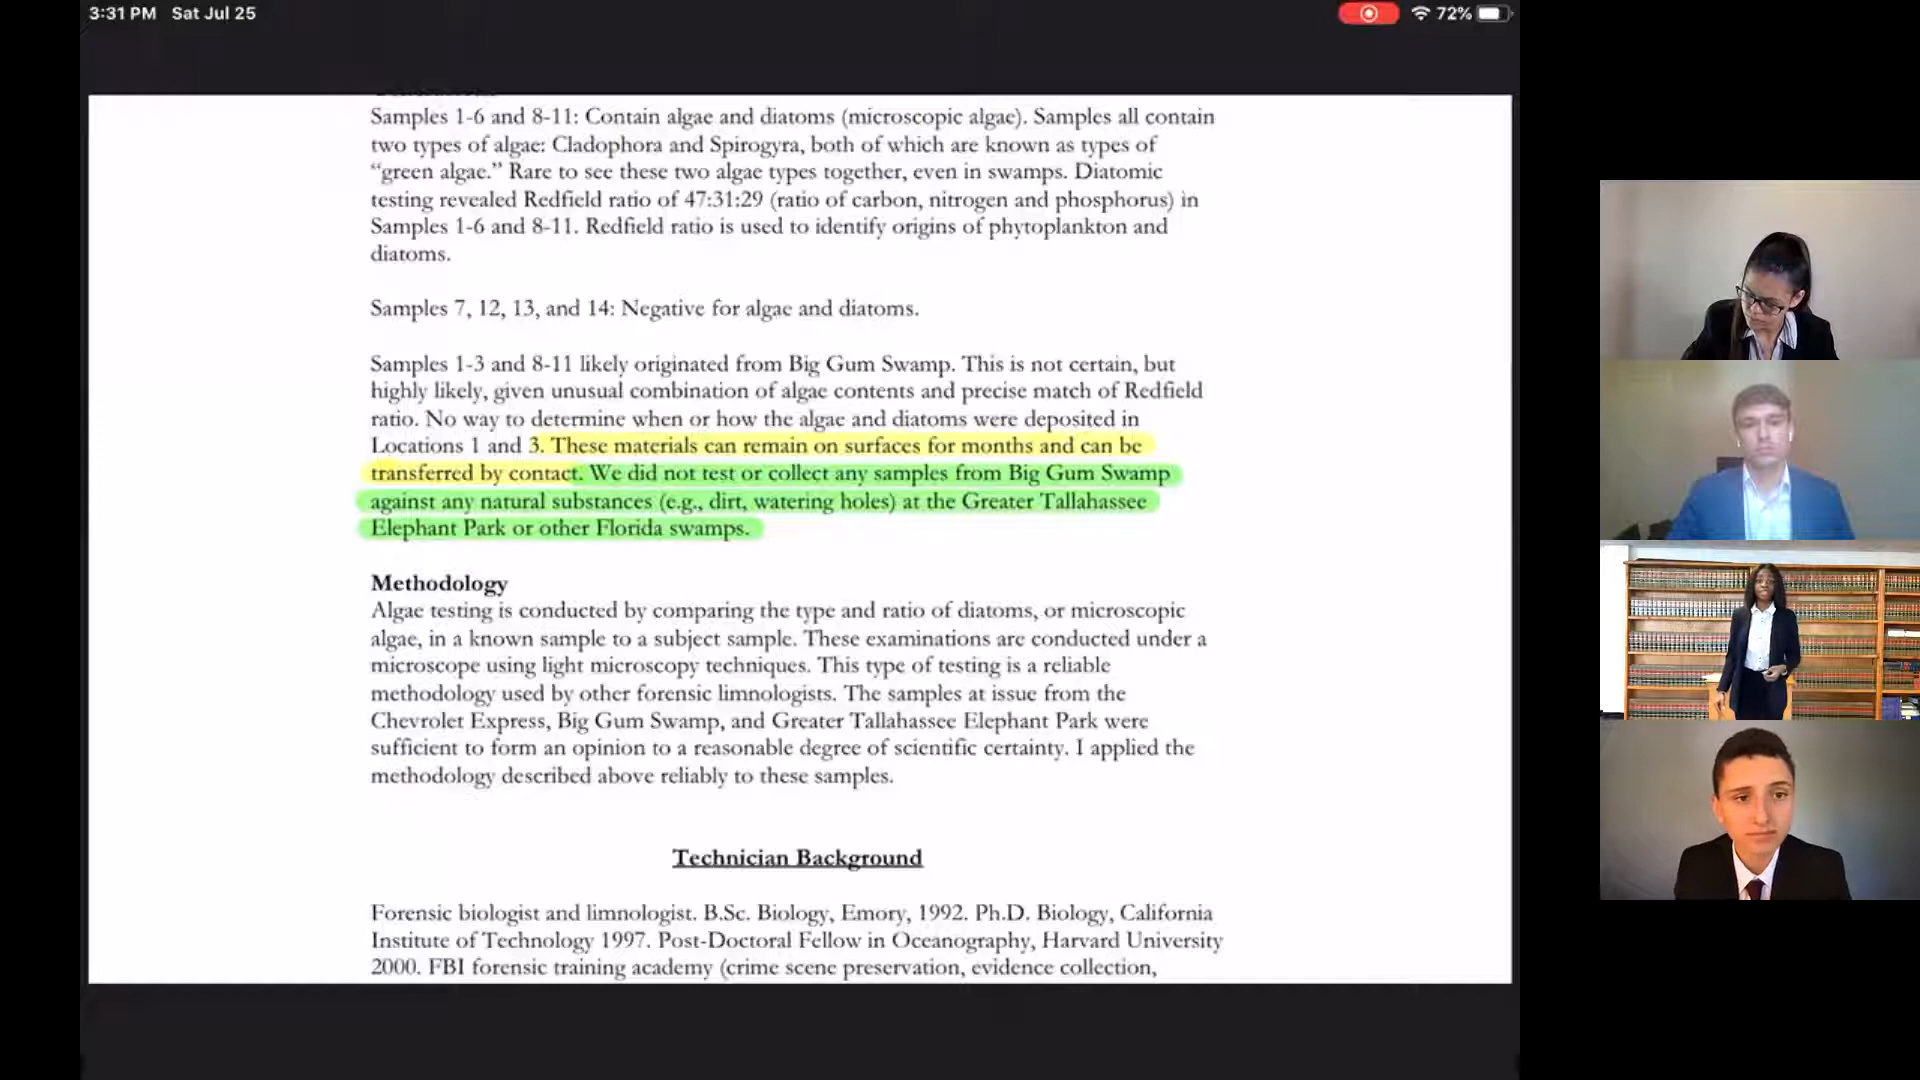 3:31 PM Sat Jul 25
72%
Samples 1-6 and 8-11: Contain algae and diatoms (microscopic algae). Samples all contain
two types of algae: Cladophora and Spirogyra, both of which are known as types of
“green algae.” Rare to see these two algae types together, even in swamps. Diatomic
testing revealed Redfield ratio of 47:31:29 (ratio of carbon, nitrogen and phosphorus) in
Samples 1-6 and 8-11. Redfield ratio is used to identify origins of phytoplankton and
diatoms.
Samples 7, 12, 13, and 14: Negative for algae and diatoms.
Samples 1-3 and 8-11 likely originated from Big Gum Swamp. This is not certain, but
highly likely, given unusual combination of algae contents and precise match of Redfield
ratio. No way to determine when or how the algae and diatoms were deposited in
Locations 1 and 3. These materials can remain on surfaces for months and can be
transferred by contact. We did not test or collect any samples from Big Gum Swamp
against any natural substances (e.g., dirt, watering holes) at the Greater Tallahassee
Elephant Park or other Florida swamps.
Methodology
Algae testing is conducted by comparing the type and ratio of diatoms, or microscopic
algae, in a known sample to a subject sample. These examinations are conducted under a
microscope using light microscopy techniques. This type of testing is a reliable
methodology used by other forensic limnologists. The samples at issue from the
Chevrolet Express, Big Gum Swamp, and Greater Tallahassee Elephant Park were
sufficient to form an opinion to a reasonable degree of scientific certainty. I applied the
methodology described above reliably to these samples.
Technician Background
Forensic biologist and limnologist. B.Sc. Biology, Emory, 1992. Ph.D. Biology, California
Institute of Technology 1997. Post-Doctoral Fellow in Oceanography, Harvard University
2000. FBI forensic training academy (crime scene preservation, evidence collection,